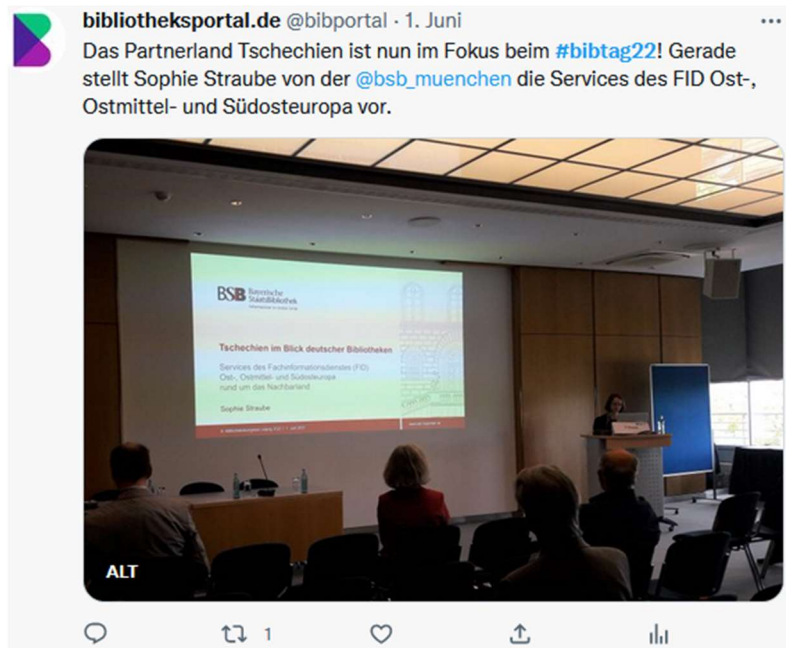 bibliotheksportal.de @bibportal · 1. Juni
Das Partnerland Tschechien ist nun im Fokus beim #bibtag22! Gerade
stellt Sophie Straube von der @bsb_muenchen die Services des FID Ost-,
Ostmittel- und Südosteuropa vor.
BSB Bayerische
StaatsBibliothek
Tschechien im Blick deutscher Bibliotheken
Services des Fachinformationsdienstes (FID)
Ost-, Ostmittel- und Südosteuropa
rund um das Nachbarland
Sophie Straube
ALT
1